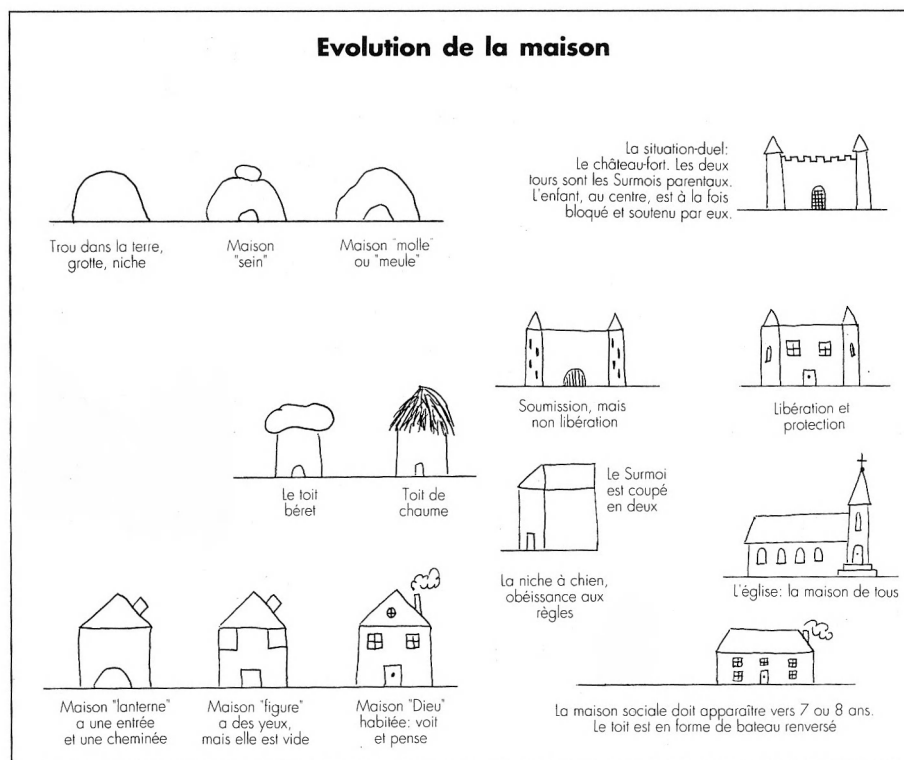 Evolution de la maison
La situation-duel:
Le château-fort. Les deux
tours sont les Surmois parentaux.
L'enfant, au centre, est à la fois
bloqué et soutenu par eux.
Trou dans la terre,
grotte, niche
Maison
"sein"
Maison "molle"
ou "meule"
Soumission, mais
non libération
Libération et
protection
Le toit
béret
Toit de
chaume
Le Surmoi
est coupé
en deux
La niche à chien,
obéissance aux
règles
L'église: la maison de tous
Maison "lanterne"
a une entrée
et une cheminée
Maison "figure"
a des yeux,
mais elle est vide
Maison "Dieu"
habitée: voit
et pense
La maison sociale doit apparaître vers 7 ou 8 ans.
Le toit est en forme de bateau renversé